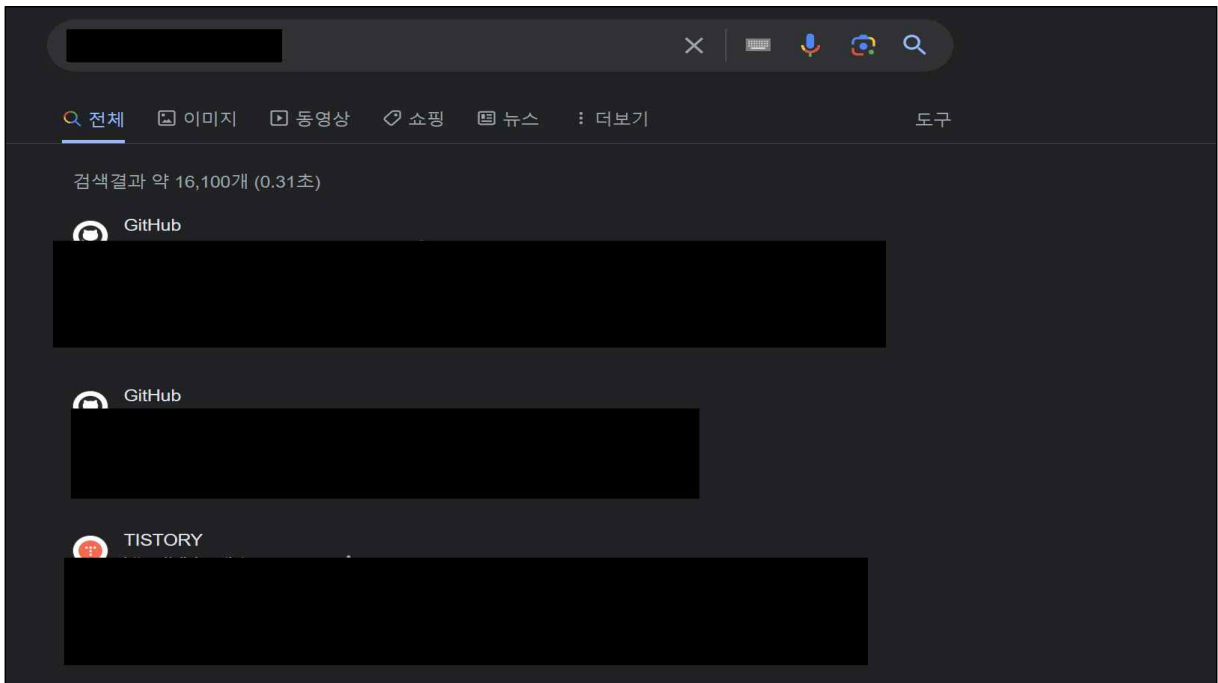 전체 이미지 동영상 쇼핑 뉴스 더보기 도구
검색결과 약 16,100개 (0.31초)
GitHub
GitHub
TISTORY